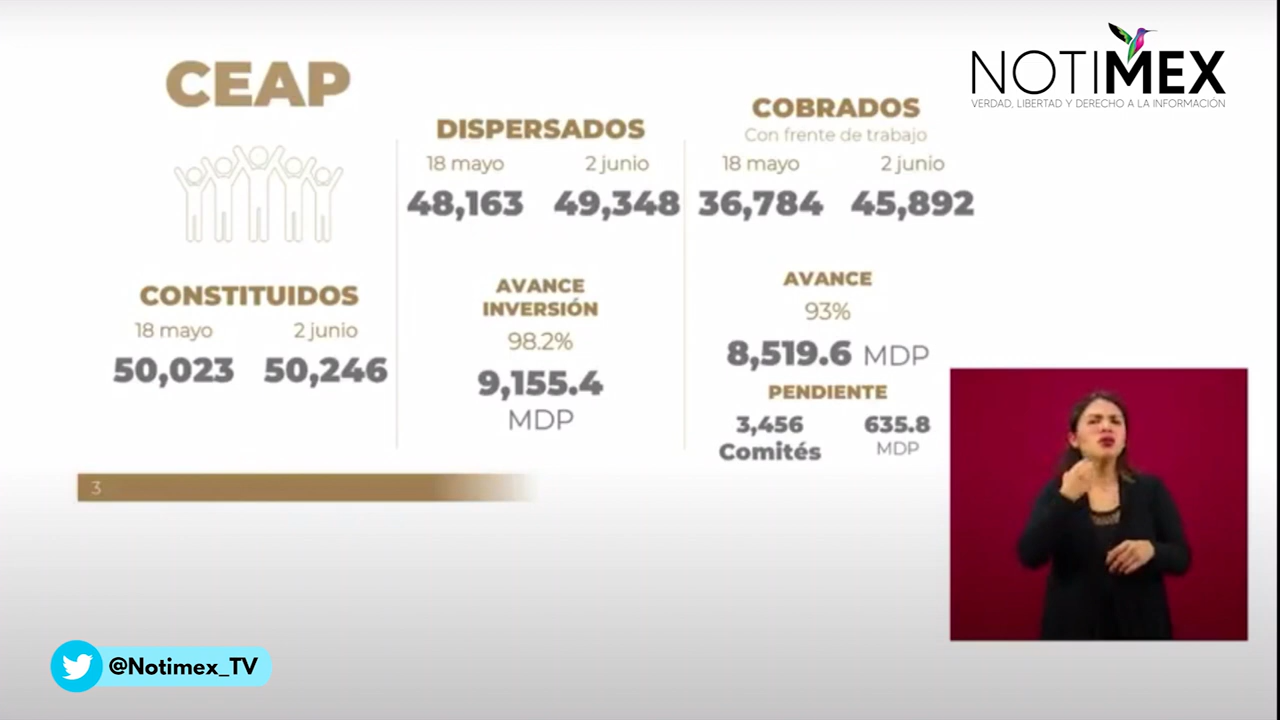 CEAP
CONSTITUIDOS
18 mayo 2 junio
50,023 50,246
DISPERSADOS
18 mayo 2 junio
48,163 49,348
AVANCE
INVERSIÓN
98.2%
9,155.4
MDP
COBRADOS
Con frente de trabajo
18 mayo 2 junio
36,784 45,892
AVANCE
93%
8,519.6 MDP
PENDIENTE
3,456 635.8
Comités MDP
3
NOTIMEX
VERDAD, LIBERTAD Y DERECHO A LA INFORMACIÓN
@Notimex_TV